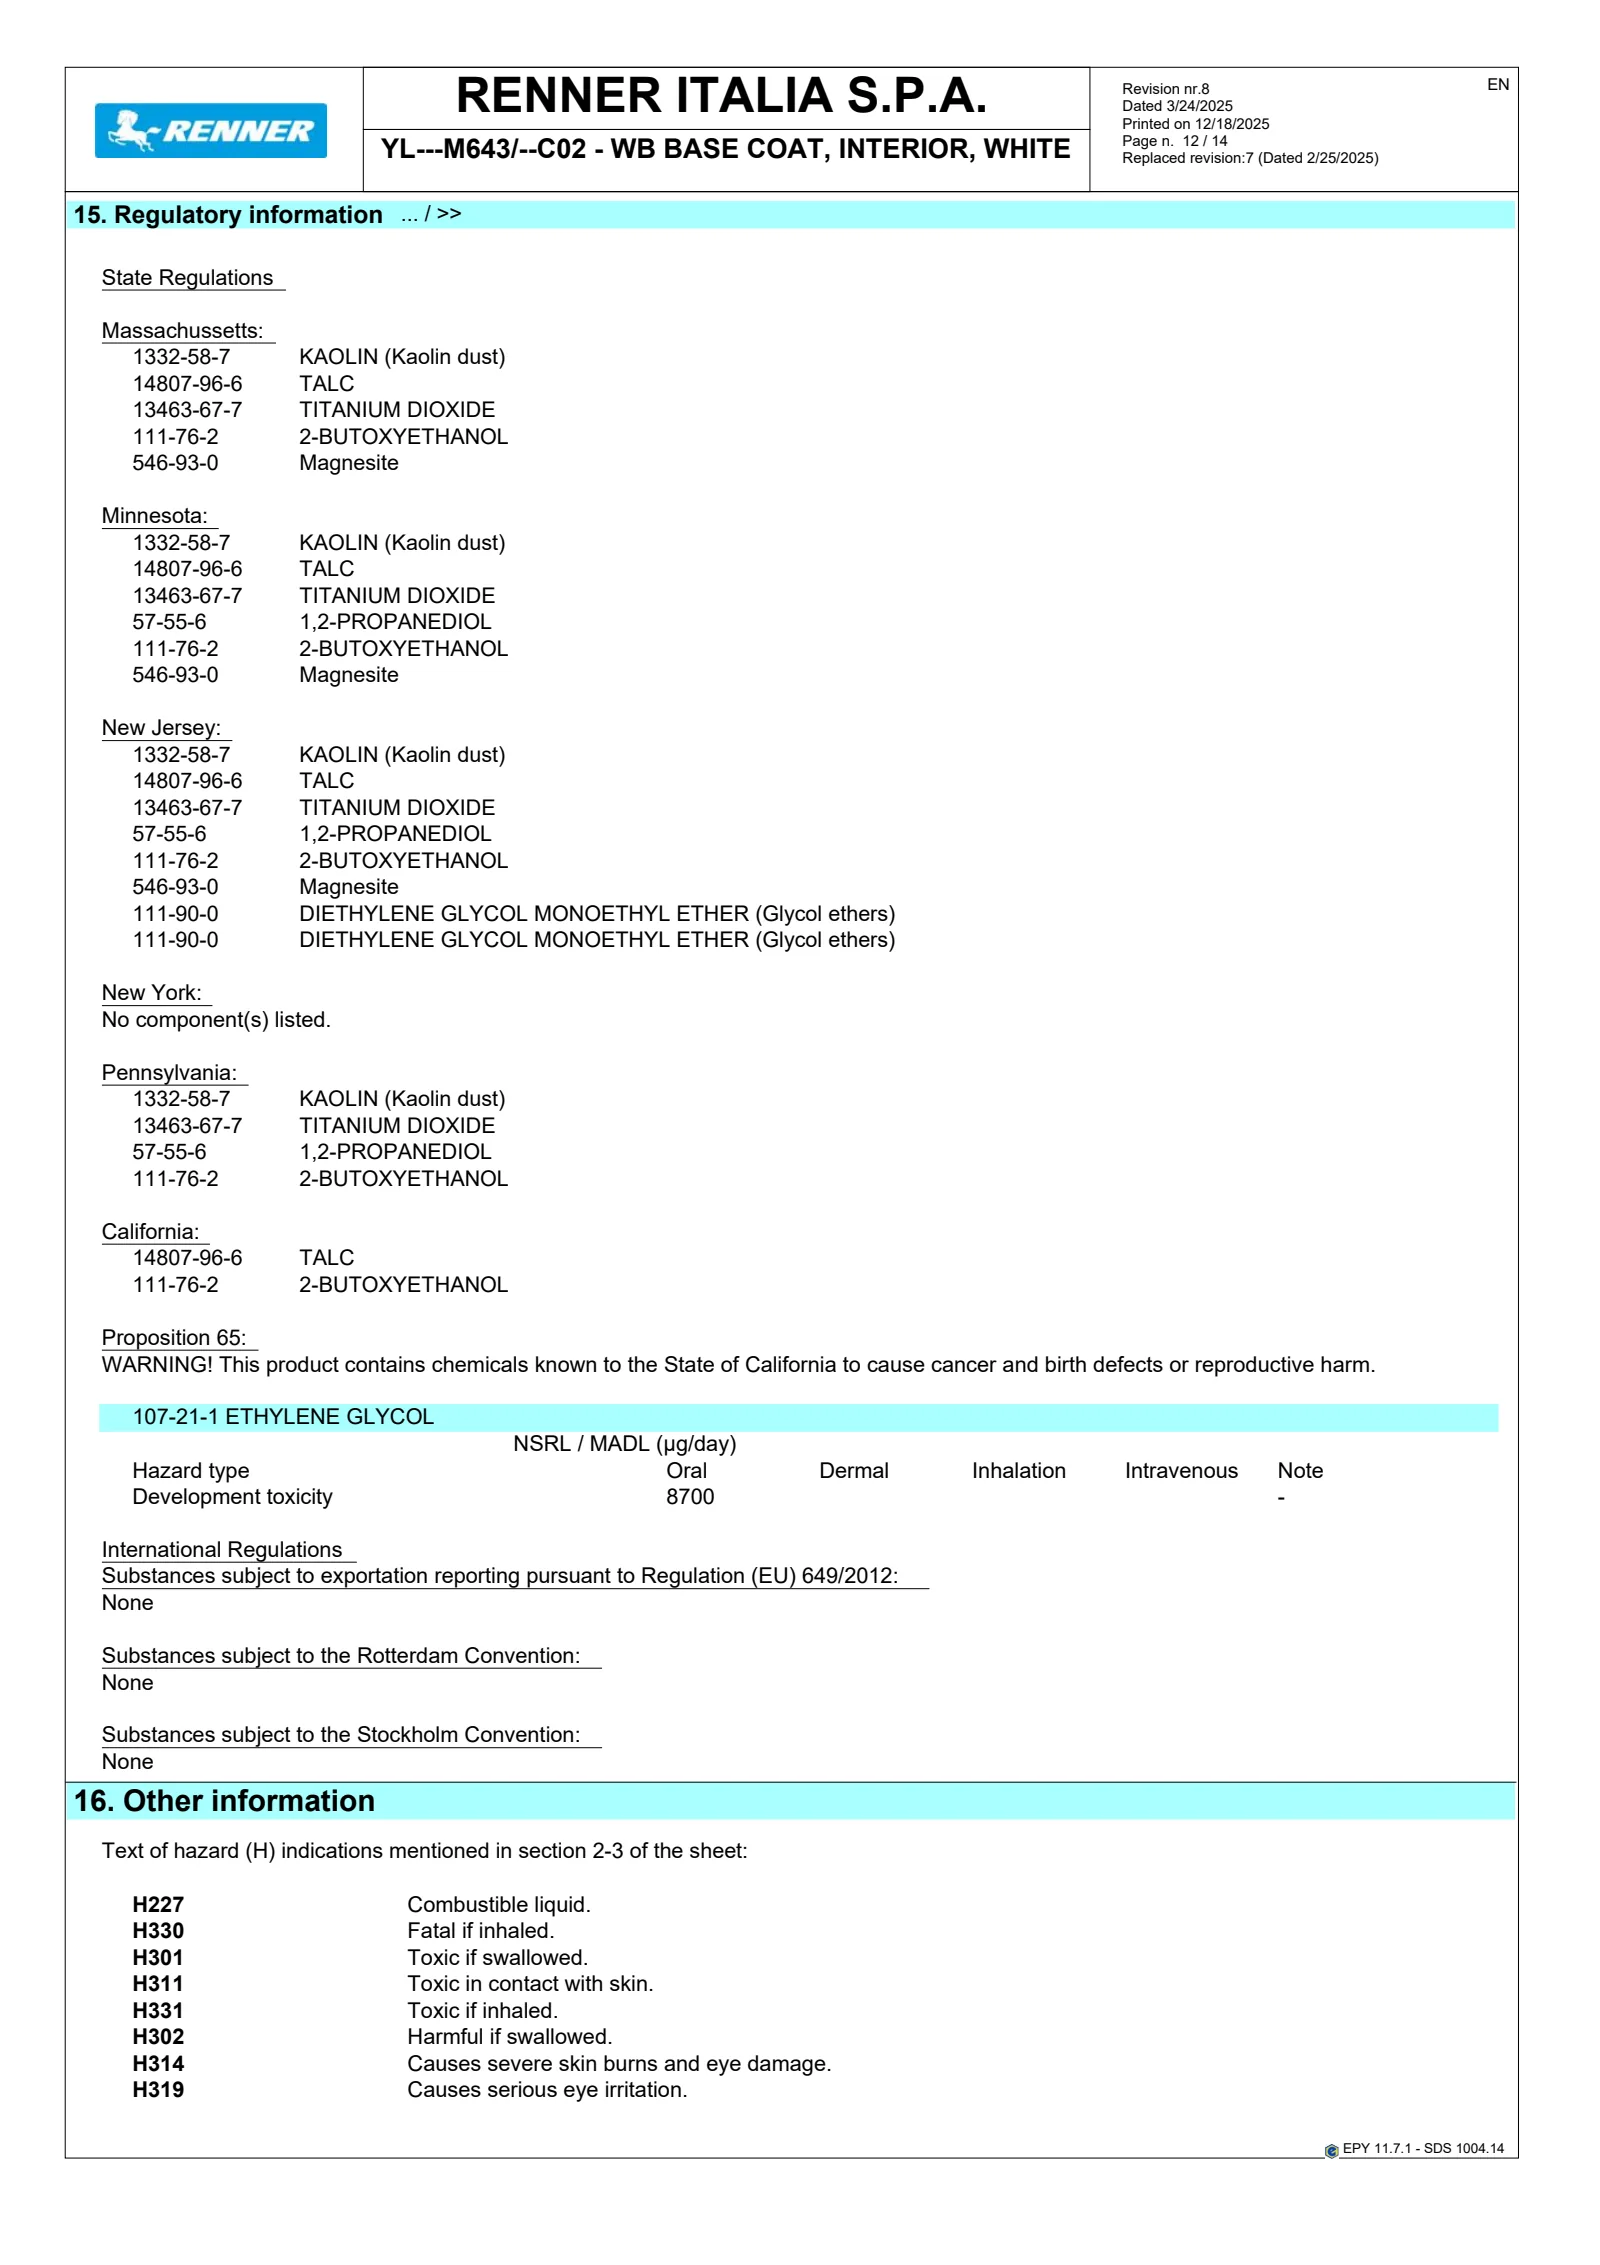 RENNER
RENNER ITALIA S.P.A.
YL---M643/--C02 - WB BASE COAT, INTERIOR, WHITE
Revision nr.8
Dated 3/24/2025
Printed on 12/18/2025
Page n. 12 / 14
Replaced revision:7 (Dated 2/25/2025)
EN
15. Regulatory information ... / >>
State Regulations
Massachussetts:
1332-58-7 KAOLIN (Kaolin dust)
14807-96-6 TALC
13463-67-7 TITANIUM DIOXIDE
111-76-2 2-BUTOXYETHANOL
546-93-0 Magnesite
Minnesota:
1332-58-7 KAOLIN (Kaolin dust)
14807-96-6 TALC
13463-67-7 TITANIUM DIOXIDE
57-55-6 1,2-PROPANEDIOL
111-76-2 2-BUTOXYETHANOL
546-93-0 Magnesite
New Jersey:
1332-58-7 KAOLIN (Kaolin dust)
14807-96-6 TALC
13463-67-7 TITANIUM DIOXIDE
57-55-6 1,2-PROPANEDIOL
111-76-2 2-BUTOXYETHANOL
546-93-0 Magnesite
111-90-0 DIETHYLENE GLYCOL MONOETHYL ETHER (Glycol ethers)
111-90-0 DIETHYLENE GLYCOL MONOETHYL ETHER (Glycol ethers)
New York:
No component(s) listed.
Pennsylvania:
1332-58-7 KAOLIN (Kaolin dust)
13463-67-7 TITANIUM DIOXIDE
57-55-6 1,2-PROPANEDIOL
111-76-2 2-BUTOXYETHANOL
California:
14807-96-6 TALC
111-76-2 2-BUTOXYETHANOL
Proposition 65:
WARNING! This product contains chemicals known to the State of California to cause cancer and birth defects or reproductive harm.
107-21-1 ETHYLENE GLYCOL
NSRL / MADL (µg/day)
Hazard type Oral Dermal Inhalation Intravenous Note
Development toxicity 8700 -
International Regulations
Substances subject to exportation reporting pursuant to Regulation (EU) 649/2012:
None
Substances subject to the Rotterdam Convention:
None
Substances subject to the Stockholm Convention:
None
16. Other information
Text of hazard (H) indications mentioned in section 2-3 of the sheet:
H227 Combustible liquid.
H330 Fatal if inhaled.
H301 Toxic if swallowed.
H311 Toxic in contact with skin.
H331 Toxic if inhaled.
H302 Harmful if swallowed.
H314 Causes severe skin burns and eye damage.
H319 Causes serious eye irritation.
EPY 11.7.1 - SDS 1004.14